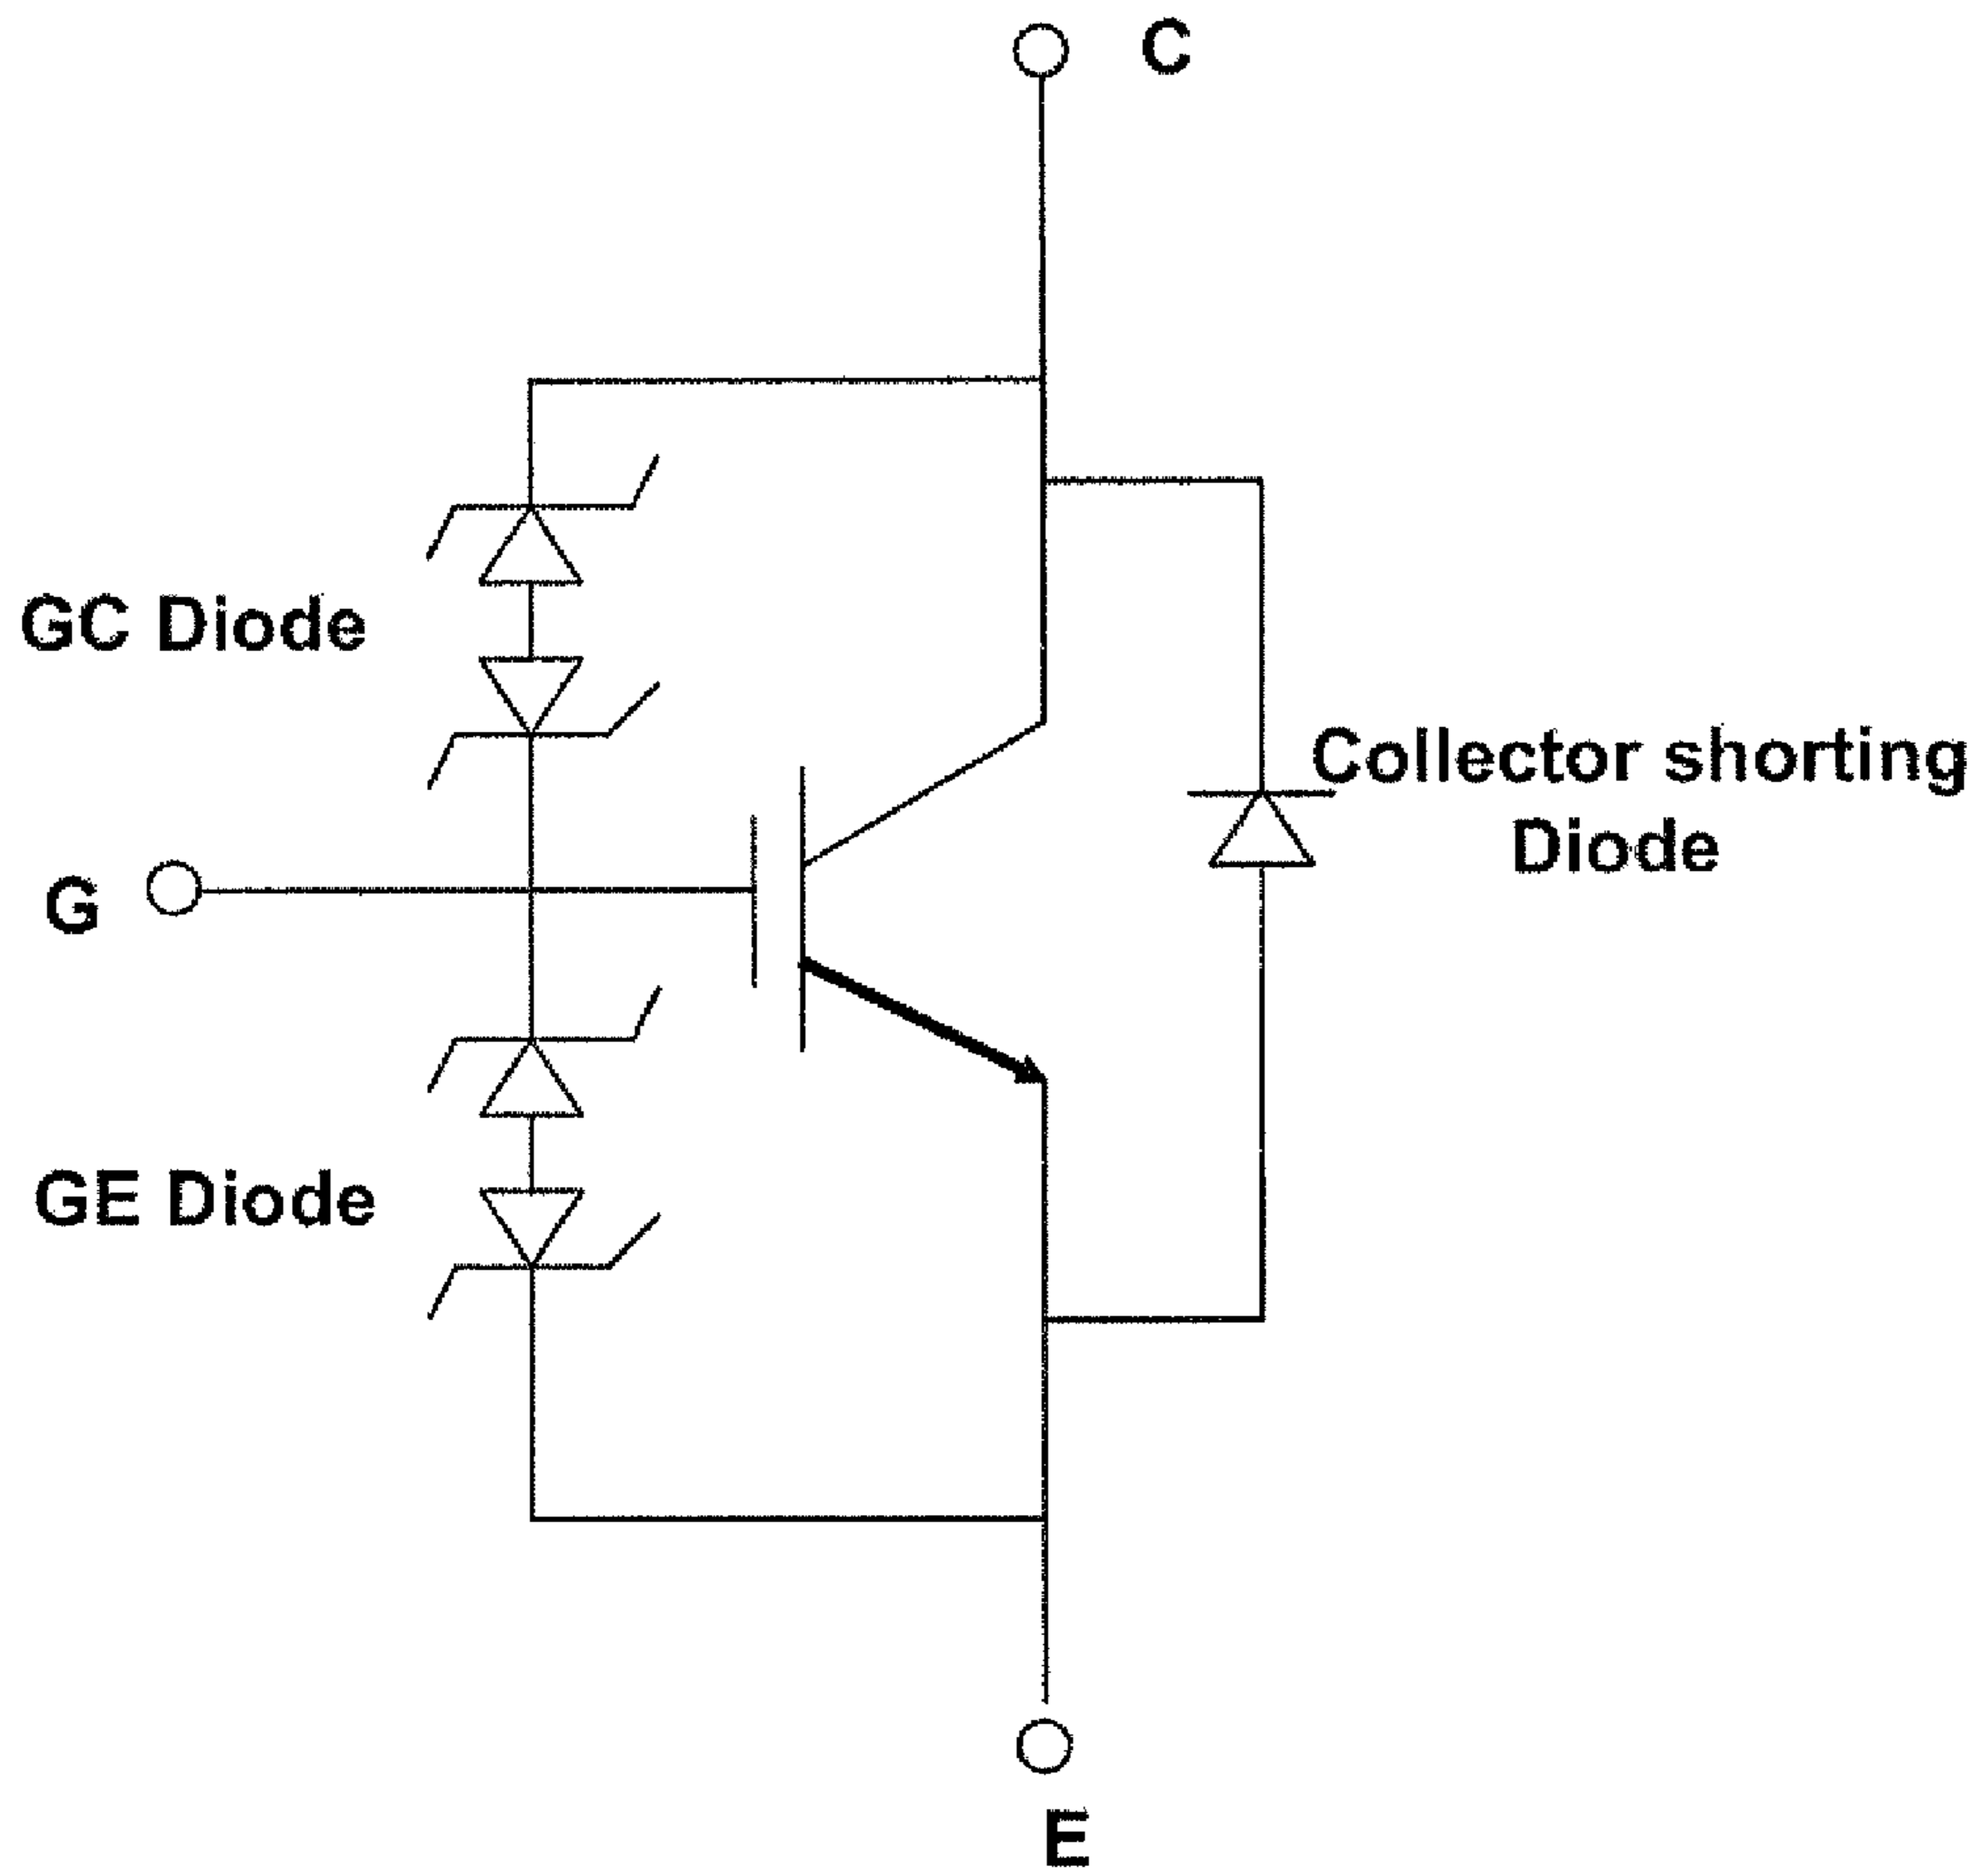 C
GC Diode
Collector shorting
Diode
G
GE Diode
E